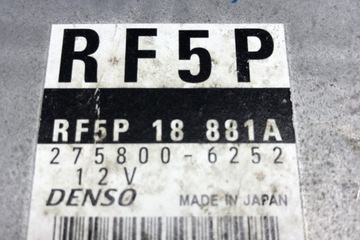 RF5P
RF5P 18 881A
275800-6252
12V
DENSO MADE IN JAPAN